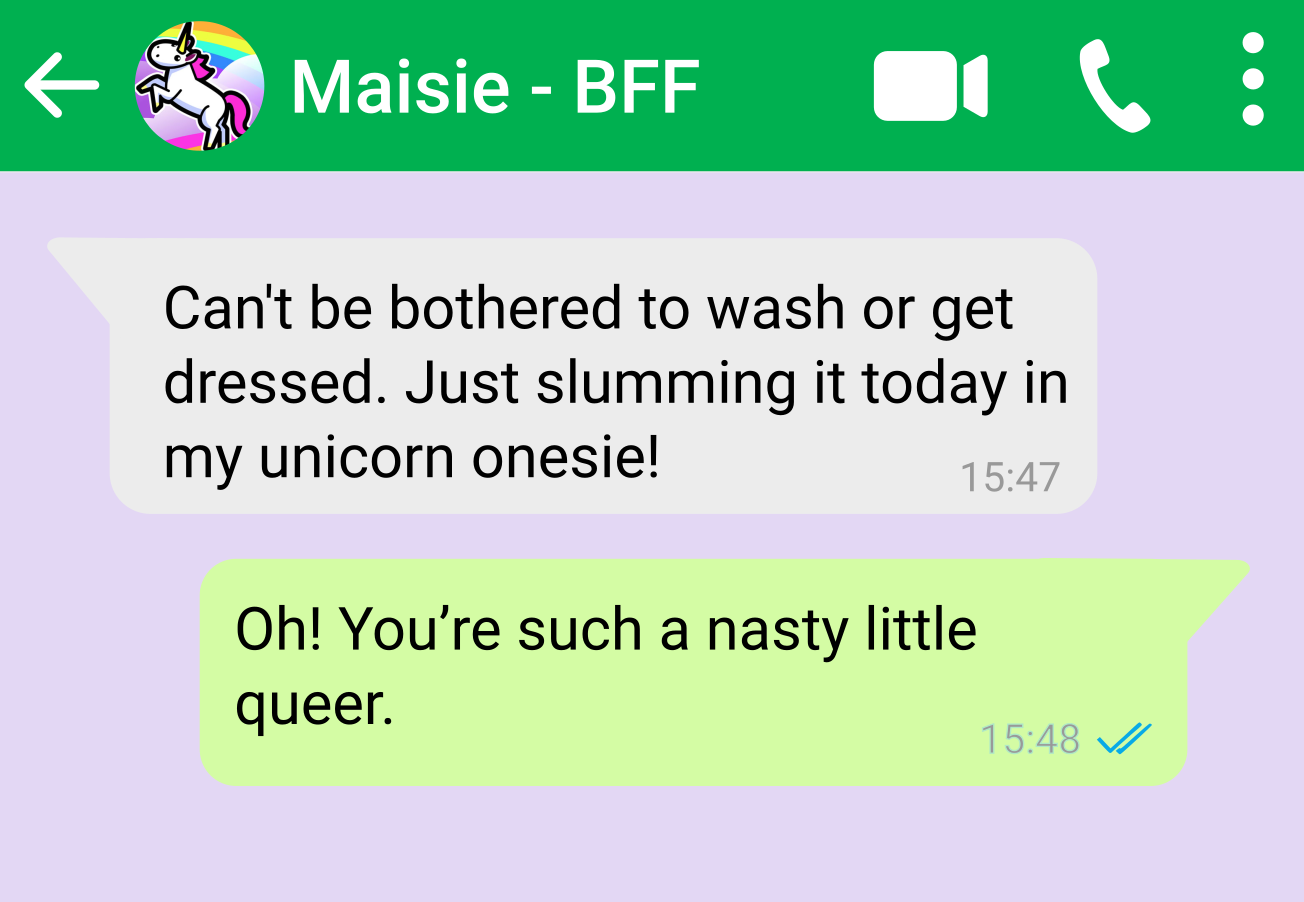 Maisie - BFF
Can't be bothered to wash or get
dressed. Just slumming it today in
my unicorn onesie!
15:47
Oh! You’re such a nasty little
queer.
15:48